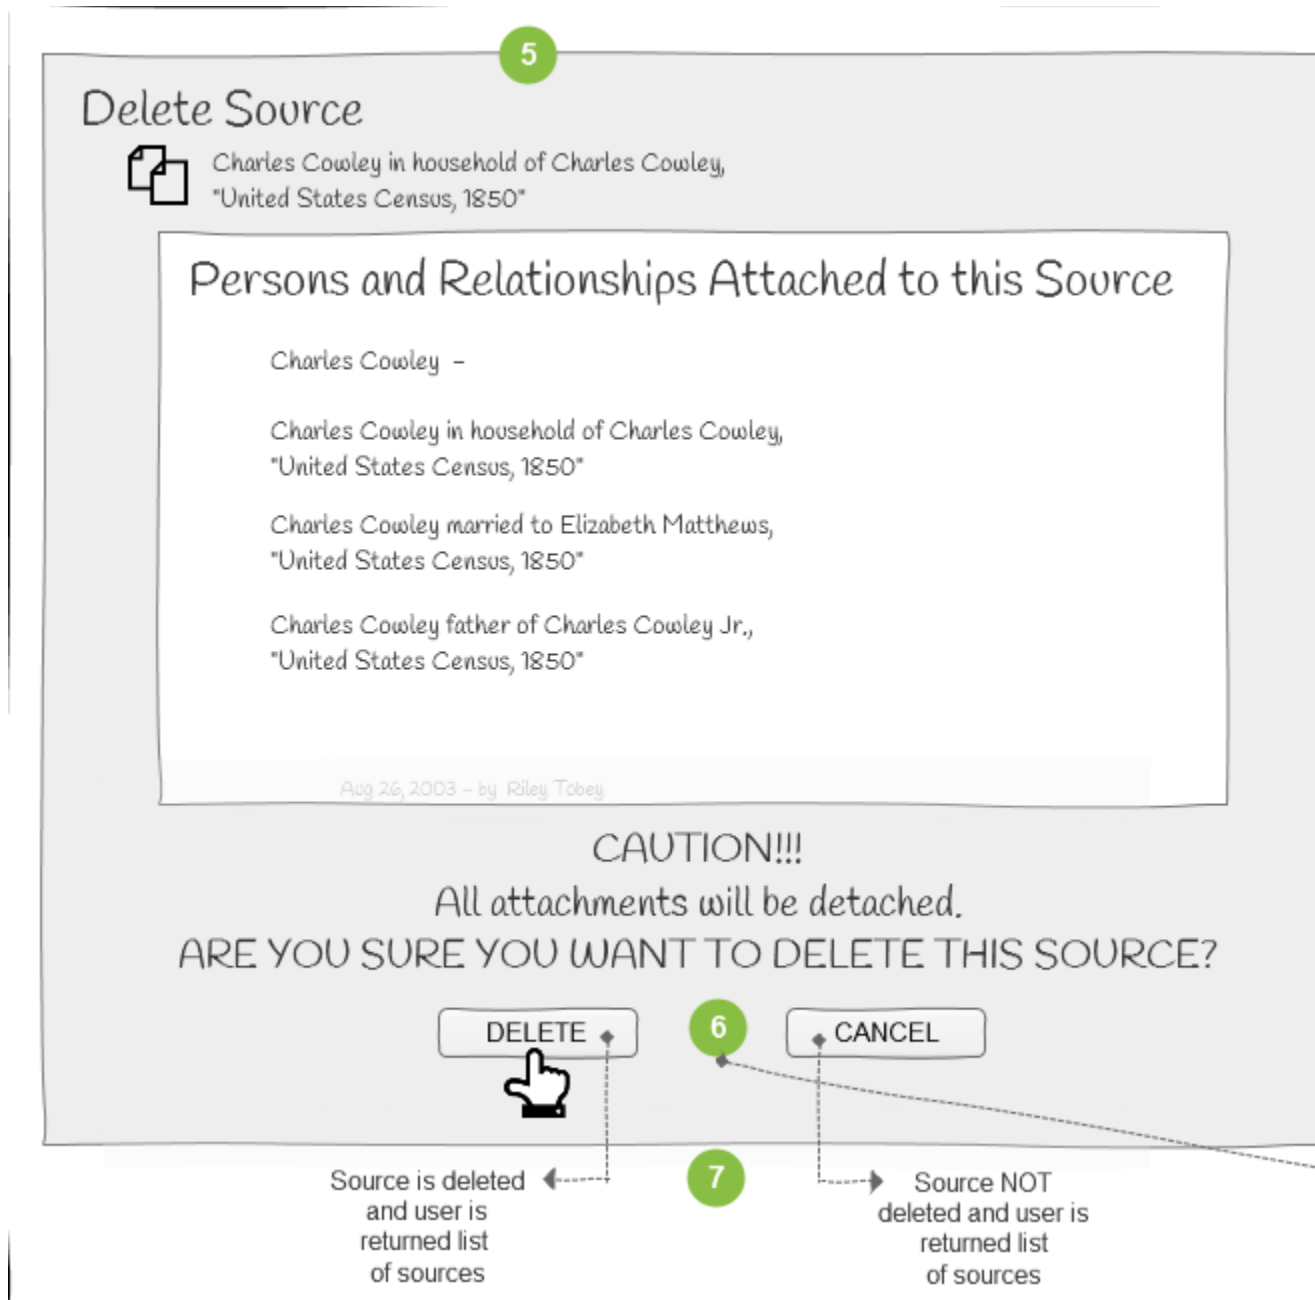 5
Delete Source
Charles Cowley in household of Charles Cowley,
"United States Census, 1850"
Persons and Relationships Attached to this Source
Charles Cowley -
Charles Cowley in household of Charles Cowley,
"United States Census, 1850"
Charles Cowley married to Elizabeth Matthews,
"United States Census, 1850"
Charles Cowley father of Charles Cowley Jr.,
"United States Census, 1850"
Aug 26, 2003 - by Riley Tobey
CAUTION!!!
All attachments will be detached.
ARE YOU SURE YOU WANT TO DELETE THIS SOURCE?
DELETE
6
CANCEL
Source is deleted
and user is
returned list
of sources
7
Source NOT
deleted and user is
returned list
of sources